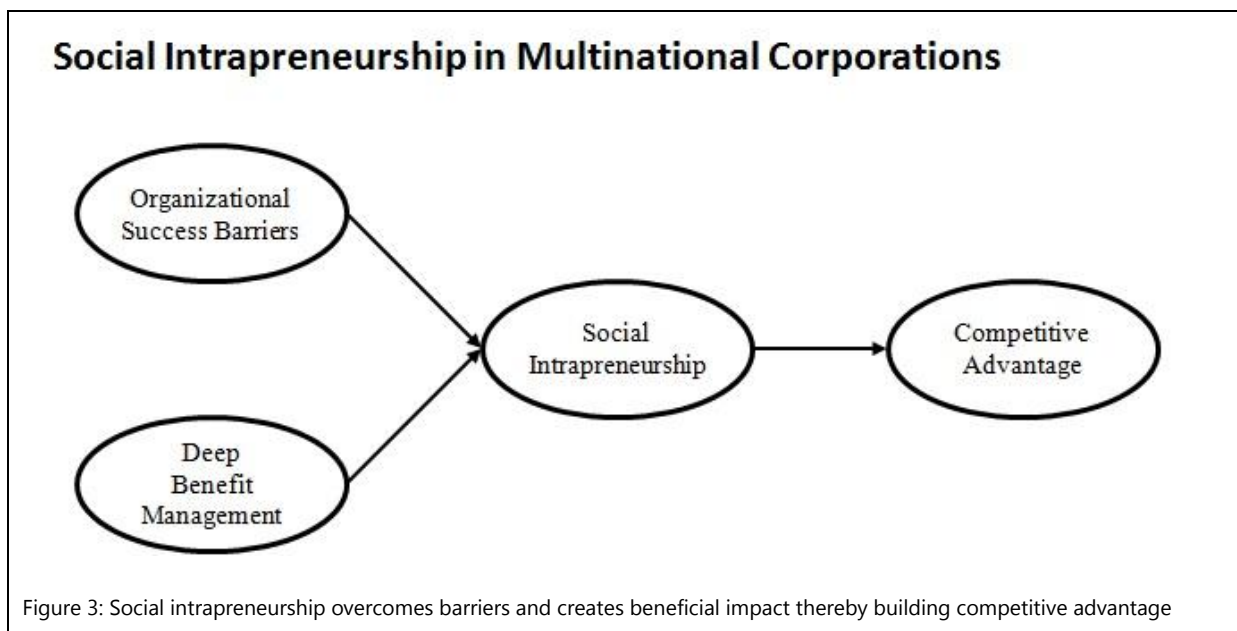 Social Intrapreneurship in Multinational Corporations
Organizational
Success Barriers
Social
Intrapreneurship
Competitive
Advantage
Deep
Benefit
Management
Figure 3: Social intrapreneurship overcomes barriers and creates beneficial impact thereby building competitive advantage